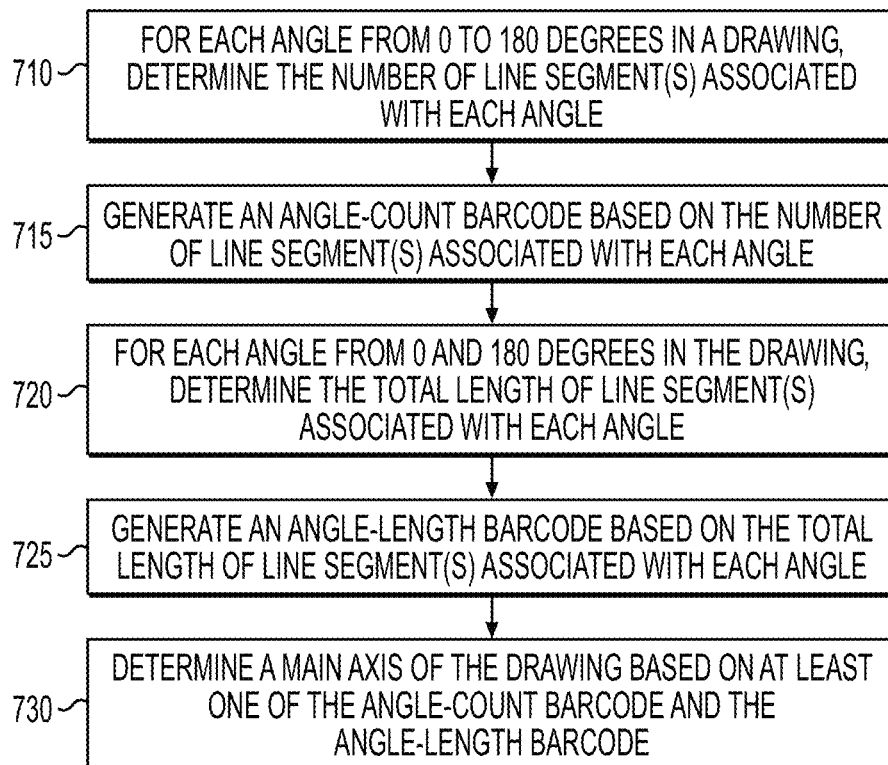 FOR EACH ANGLE FROM 0 TO 180 DEGREES IN A DRAWING,
710 DETERMINE THE NUMBER OF LINE SEGMENT(S) ASSOCIATED
WITH EACH ANGLE
GENERATE AN ANGLE-COUNT BARCODE BASED ON THE NUMBER
715 OF LINE SEGMENT(S) ASSOCIATED WITH EACH ANGLE
FOR EACH ANGLE FROM 0 AND 180 DEGREES IN THE DRAWING,
720 DETERMINE THE TOTAL LENGTH OF LINE SEGMENT(S)
ASSOCIATED WITH EACH ANGLE
GENERATE AN ANGLE-LENGTH BARCODE BASED ON THE TOTAL
725 LENGTH OF LINE SEGMENT(S) ASSOCIATED WITH EACH ANGLE
DETERMINE A MAIN AXIS OF THE DRAWING BASED ON AT LEAST
730 ONE OF THE ANGLE-COUNT BARCODE AND THE
ANGLE-LENGTH BARCODE